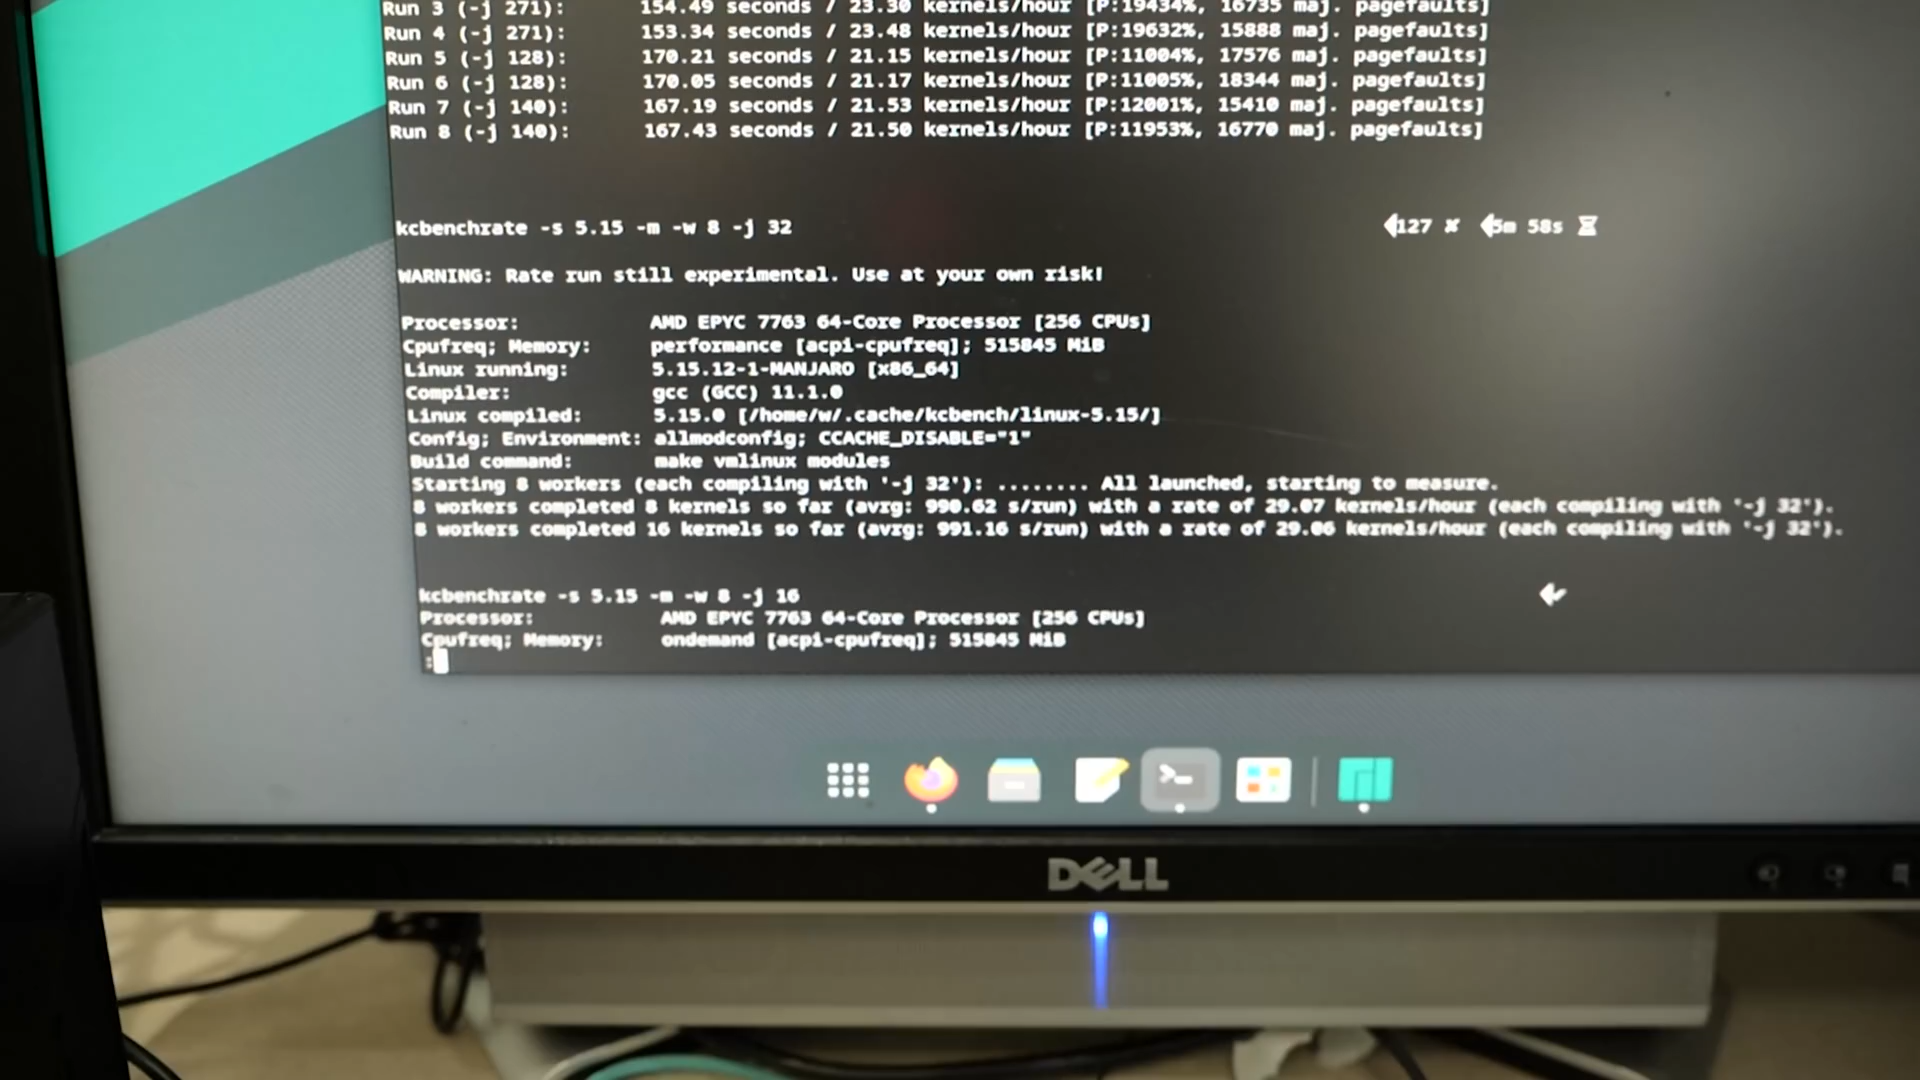 Run 3 (-j 271): 154.49 seconds / 23.30 kernels/hour [P:19434%, 16735 maj. pagefaults]
Run 4 (-j 271): 153.34 seconds / 23.48 kernels/hour [P:19632%, 15888 maj. pagefaults]
Run 5 (-j 128): 170.21 seconds / 21.15 kernels/hour [P:11004%, 17576 maj. pagefaults]
Run 6 (-j 128): 170.05 seconds / 21.17 kernels/hour [P:11005%, 18344 maj. pagefaults]
Run 7 (-j 140): 167.19 seconds / 21.53 kernels/hour [P:12001%, 15410 maj. pagefaults]
Run 8 (-j 140): 167.43 seconds / 21.50 kernels/hour [P:11953%, 16770 maj. pagefaults]
kcbenchrate -s 5.15 -m -w 8 -j 32 127 ✘ 5m 58s
WARNING: Rate run still experimental. Use at your own risk!
Processor: AMD EPYC 7763 64-Core Processor [256 CPUs]
Cpufreq; Memory: performance [acpi-cpufreq]; 515845 MiB
Linux running: 5.15.12-1-MANJARO [x86_64]
Compiler: gcc (GCC) 11.1.0
Linux compiled: 5.15.0 [/home/w/.cache/kcbench/linux-5.15/]
Config; Environment: allmodconfig; CCACHE_DISABLE="1"
Build command: make vmlinux modules
Starting 8 workers (each compiling with '-j 32'): ........ All launched, starting to measure.
8 workers completed 8 kernels so far (avrg: 990.62 s/run) with a rate of 29.07 kernels/hour (each compiling with '-j 32').
8 workers completed 16 kernels so far (avrg: 991.16 s/run) with a rate of 29.06 kernels/hour (each compiling with '-j 32').
kcbenchrate -s 5.15 -m -w 8 -j 16
Processor: AMD EPYC 7763 64-Core Processor [256 CPUs]
Cpufreq; Memory: ondemand [acpi-cpufreq]; 515845 MiB
:
DELL